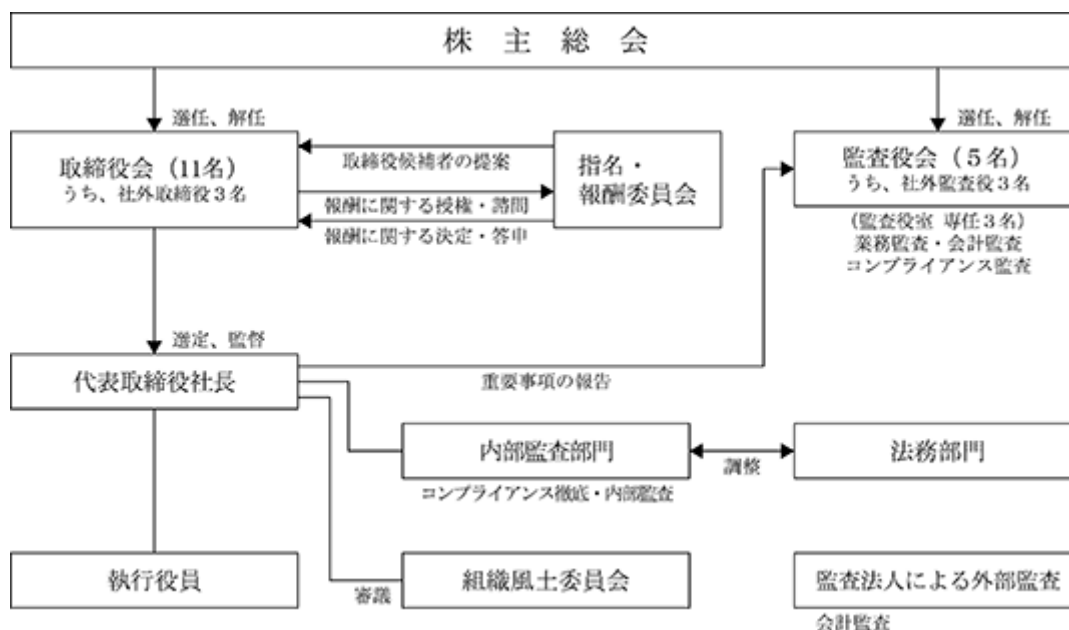 株主総会
選任、解任
選任、解任
取締役会（11名）
うち、社外取締役3名
取締役候補者の提案
報酬に関する授権・諮問
報酬に関する決定・答申
指名・
報酬委員会
監査役会（5名）
うち、社外監査役3名
（監査役室 専任3名）
業務監査・会計監査
コンプライアンス監査
選定、監督
代表取締役社長
重要事項の報告
内部監査部門
調整
法務部門
コンプライアンス徹底・内部監査
執行役員
審議
組織風土委員会
監査法人による外部監査
会計監査